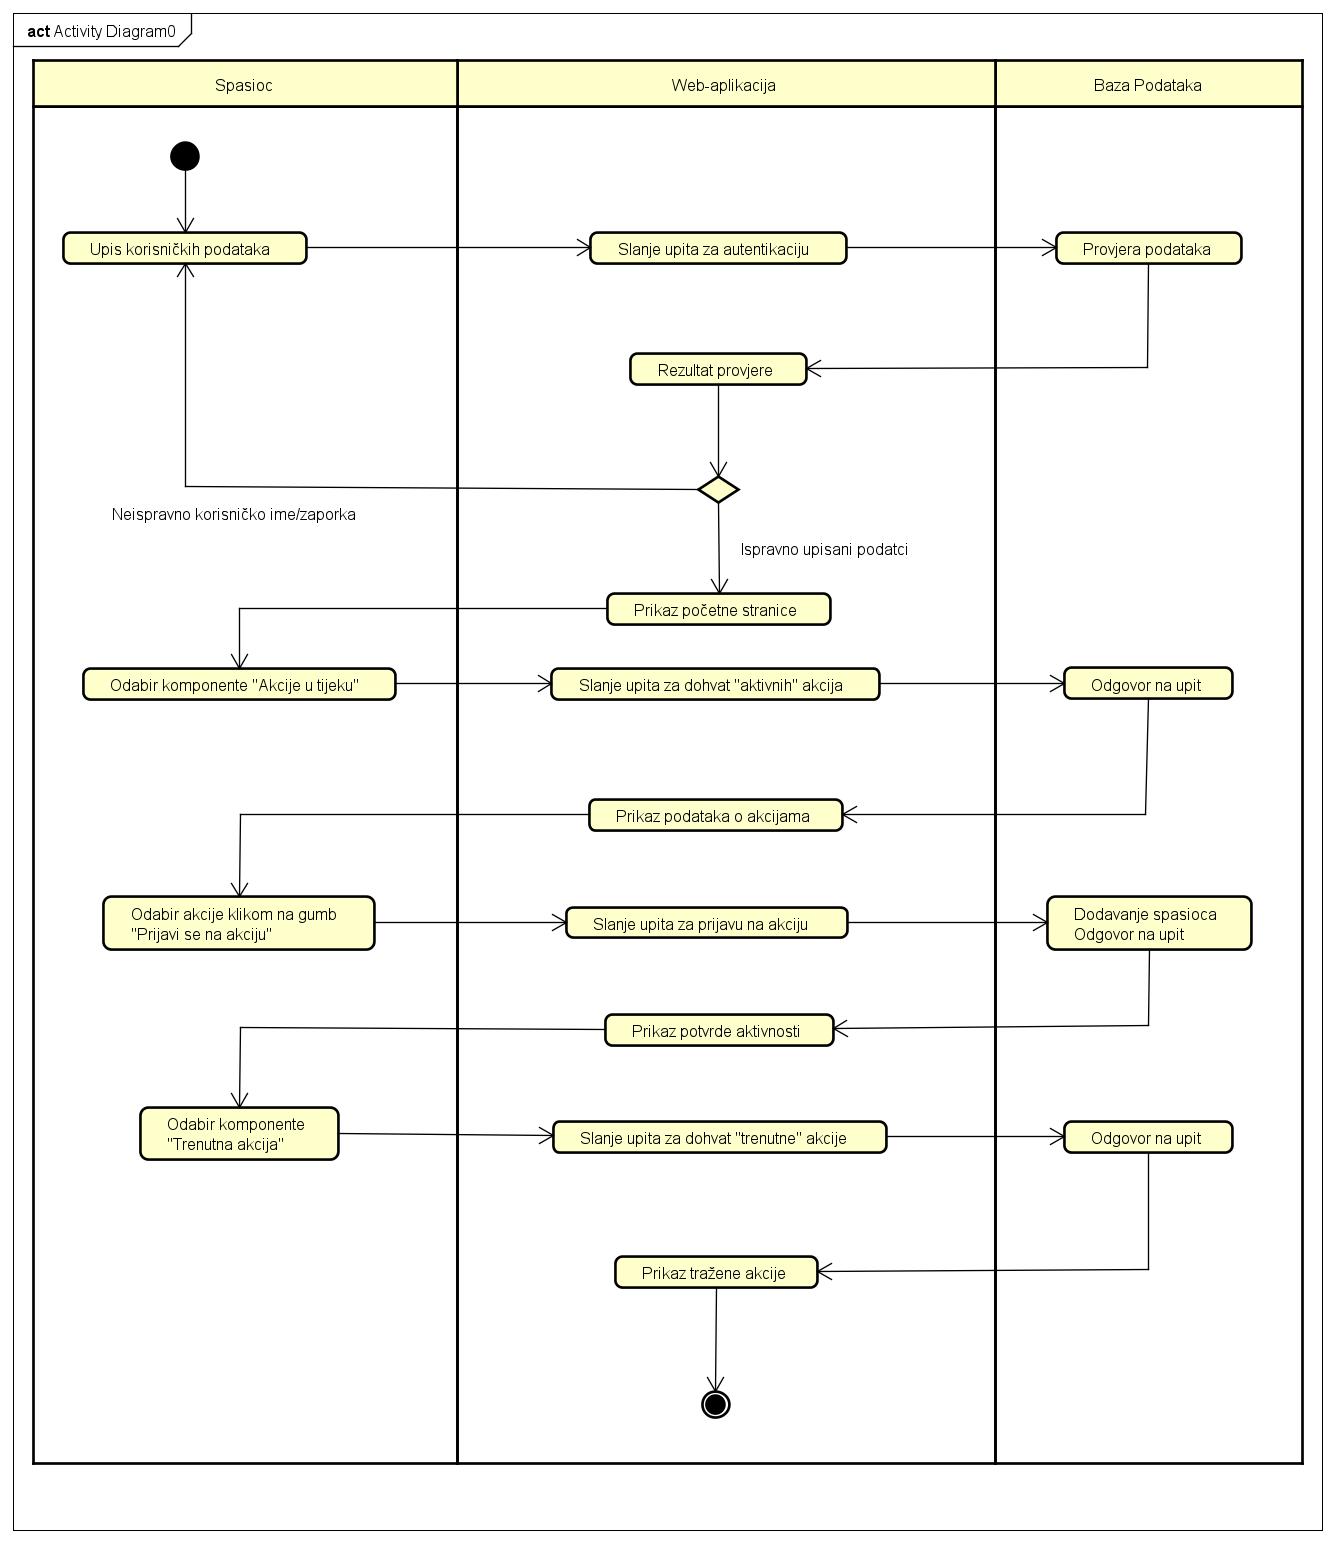 act Activity Diagram0
Spasioc
Web-aplikacija
Baza Podataka
Upis korisničkih podataka
Slanje upita za autentikaciju
Provjera podataka
Rezultat provjere
Neispravno korisničko ime/zaporka
Ispravno upisani podatci
Prikaz početne stranice
Odabir komponente "Akcije u tijeku"
Slanje upita za dohvat "aktivnih" akcija
Odgovor na upit
Prikaz podataka o akcijama
Odabir akcije klikom na gumb
"Prijavi se na akciju"
Slanje upita za prijavu na akciju
Dodavanje spasioca
Odgovor na upit
Prikaz potvrde aktivnosti
Odabir komponente
"Trenutna akcija"
Slanje upita za dohvat "trenutne" akcije
Odgovor na upit
Prikaz tražene akcije